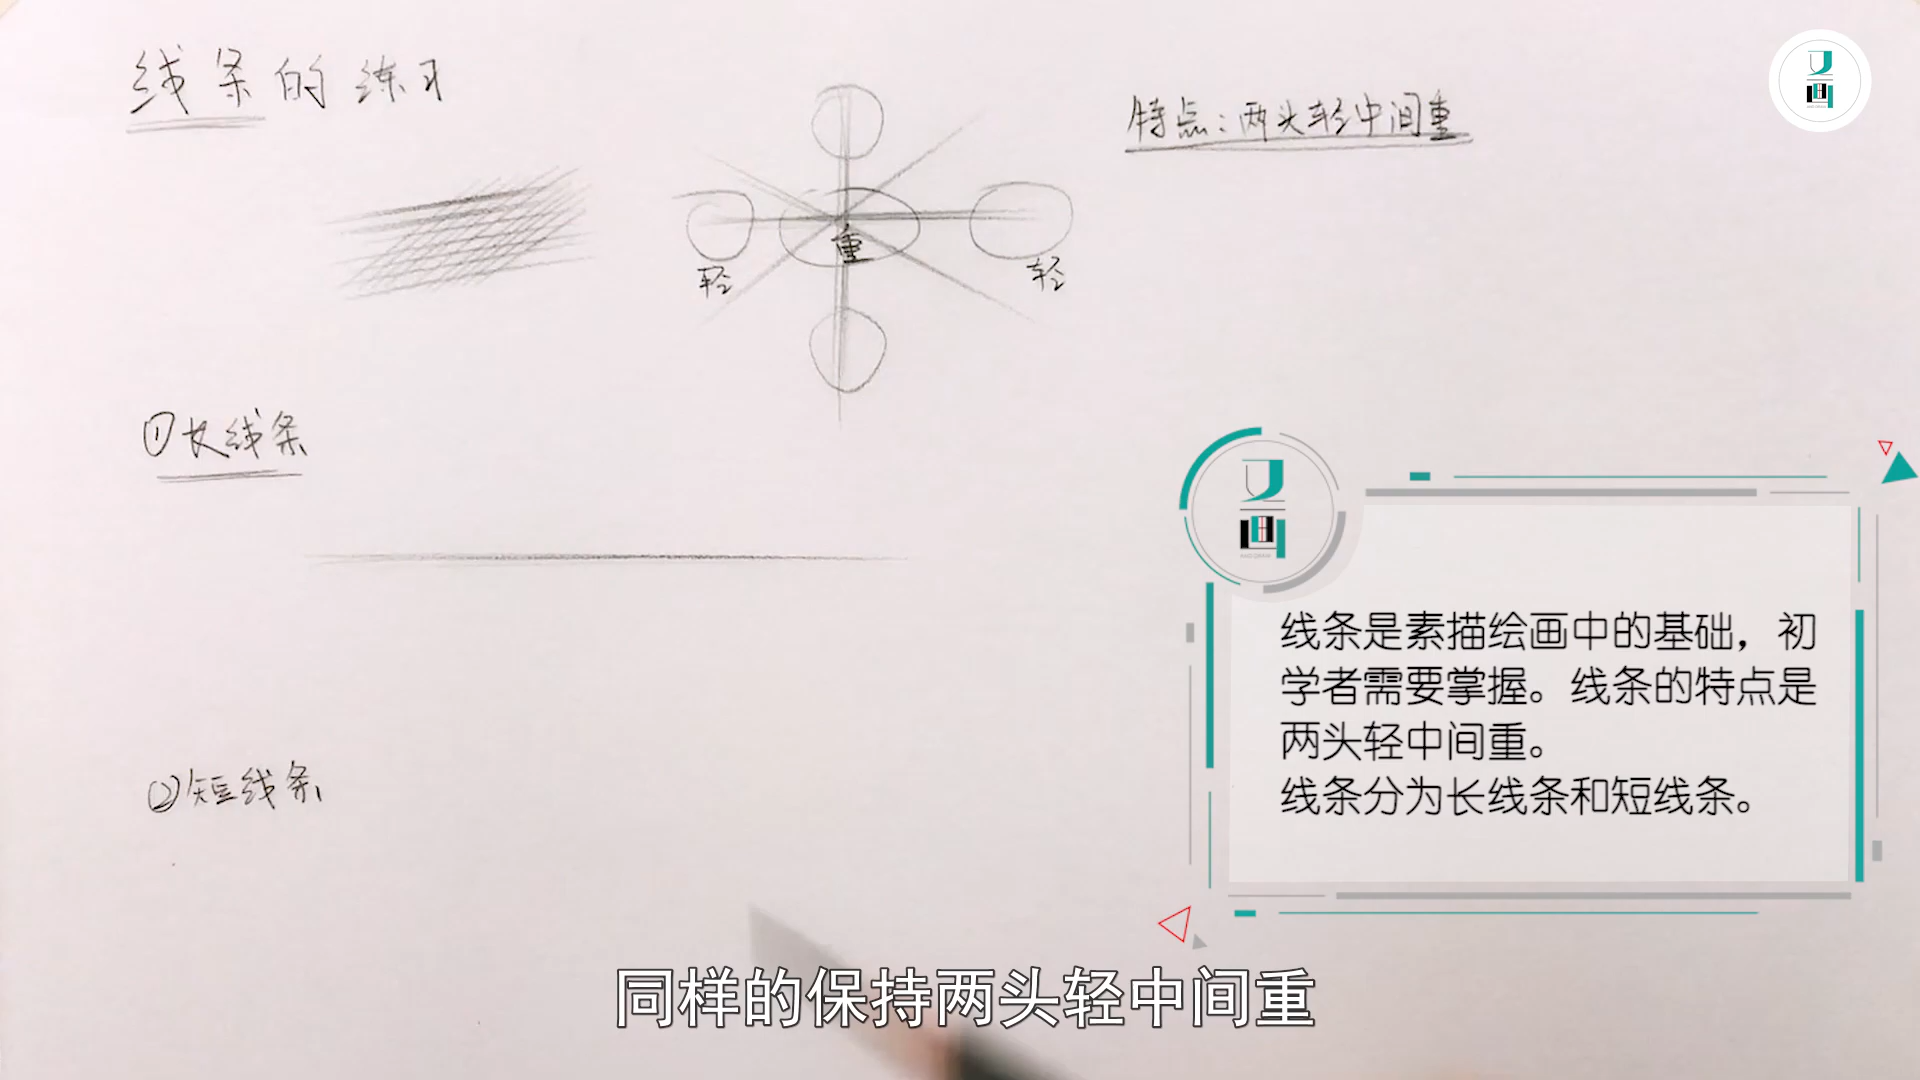 线条的练习
特点：两头轻中间重
重
轻
轻
①长线条
线条是素描绘画中的基础，初
学者需要掌握。线条的特点是
两头轻中间重。
线条分为长线条和短线条。
②短线条
同样的保持两头轻中间重